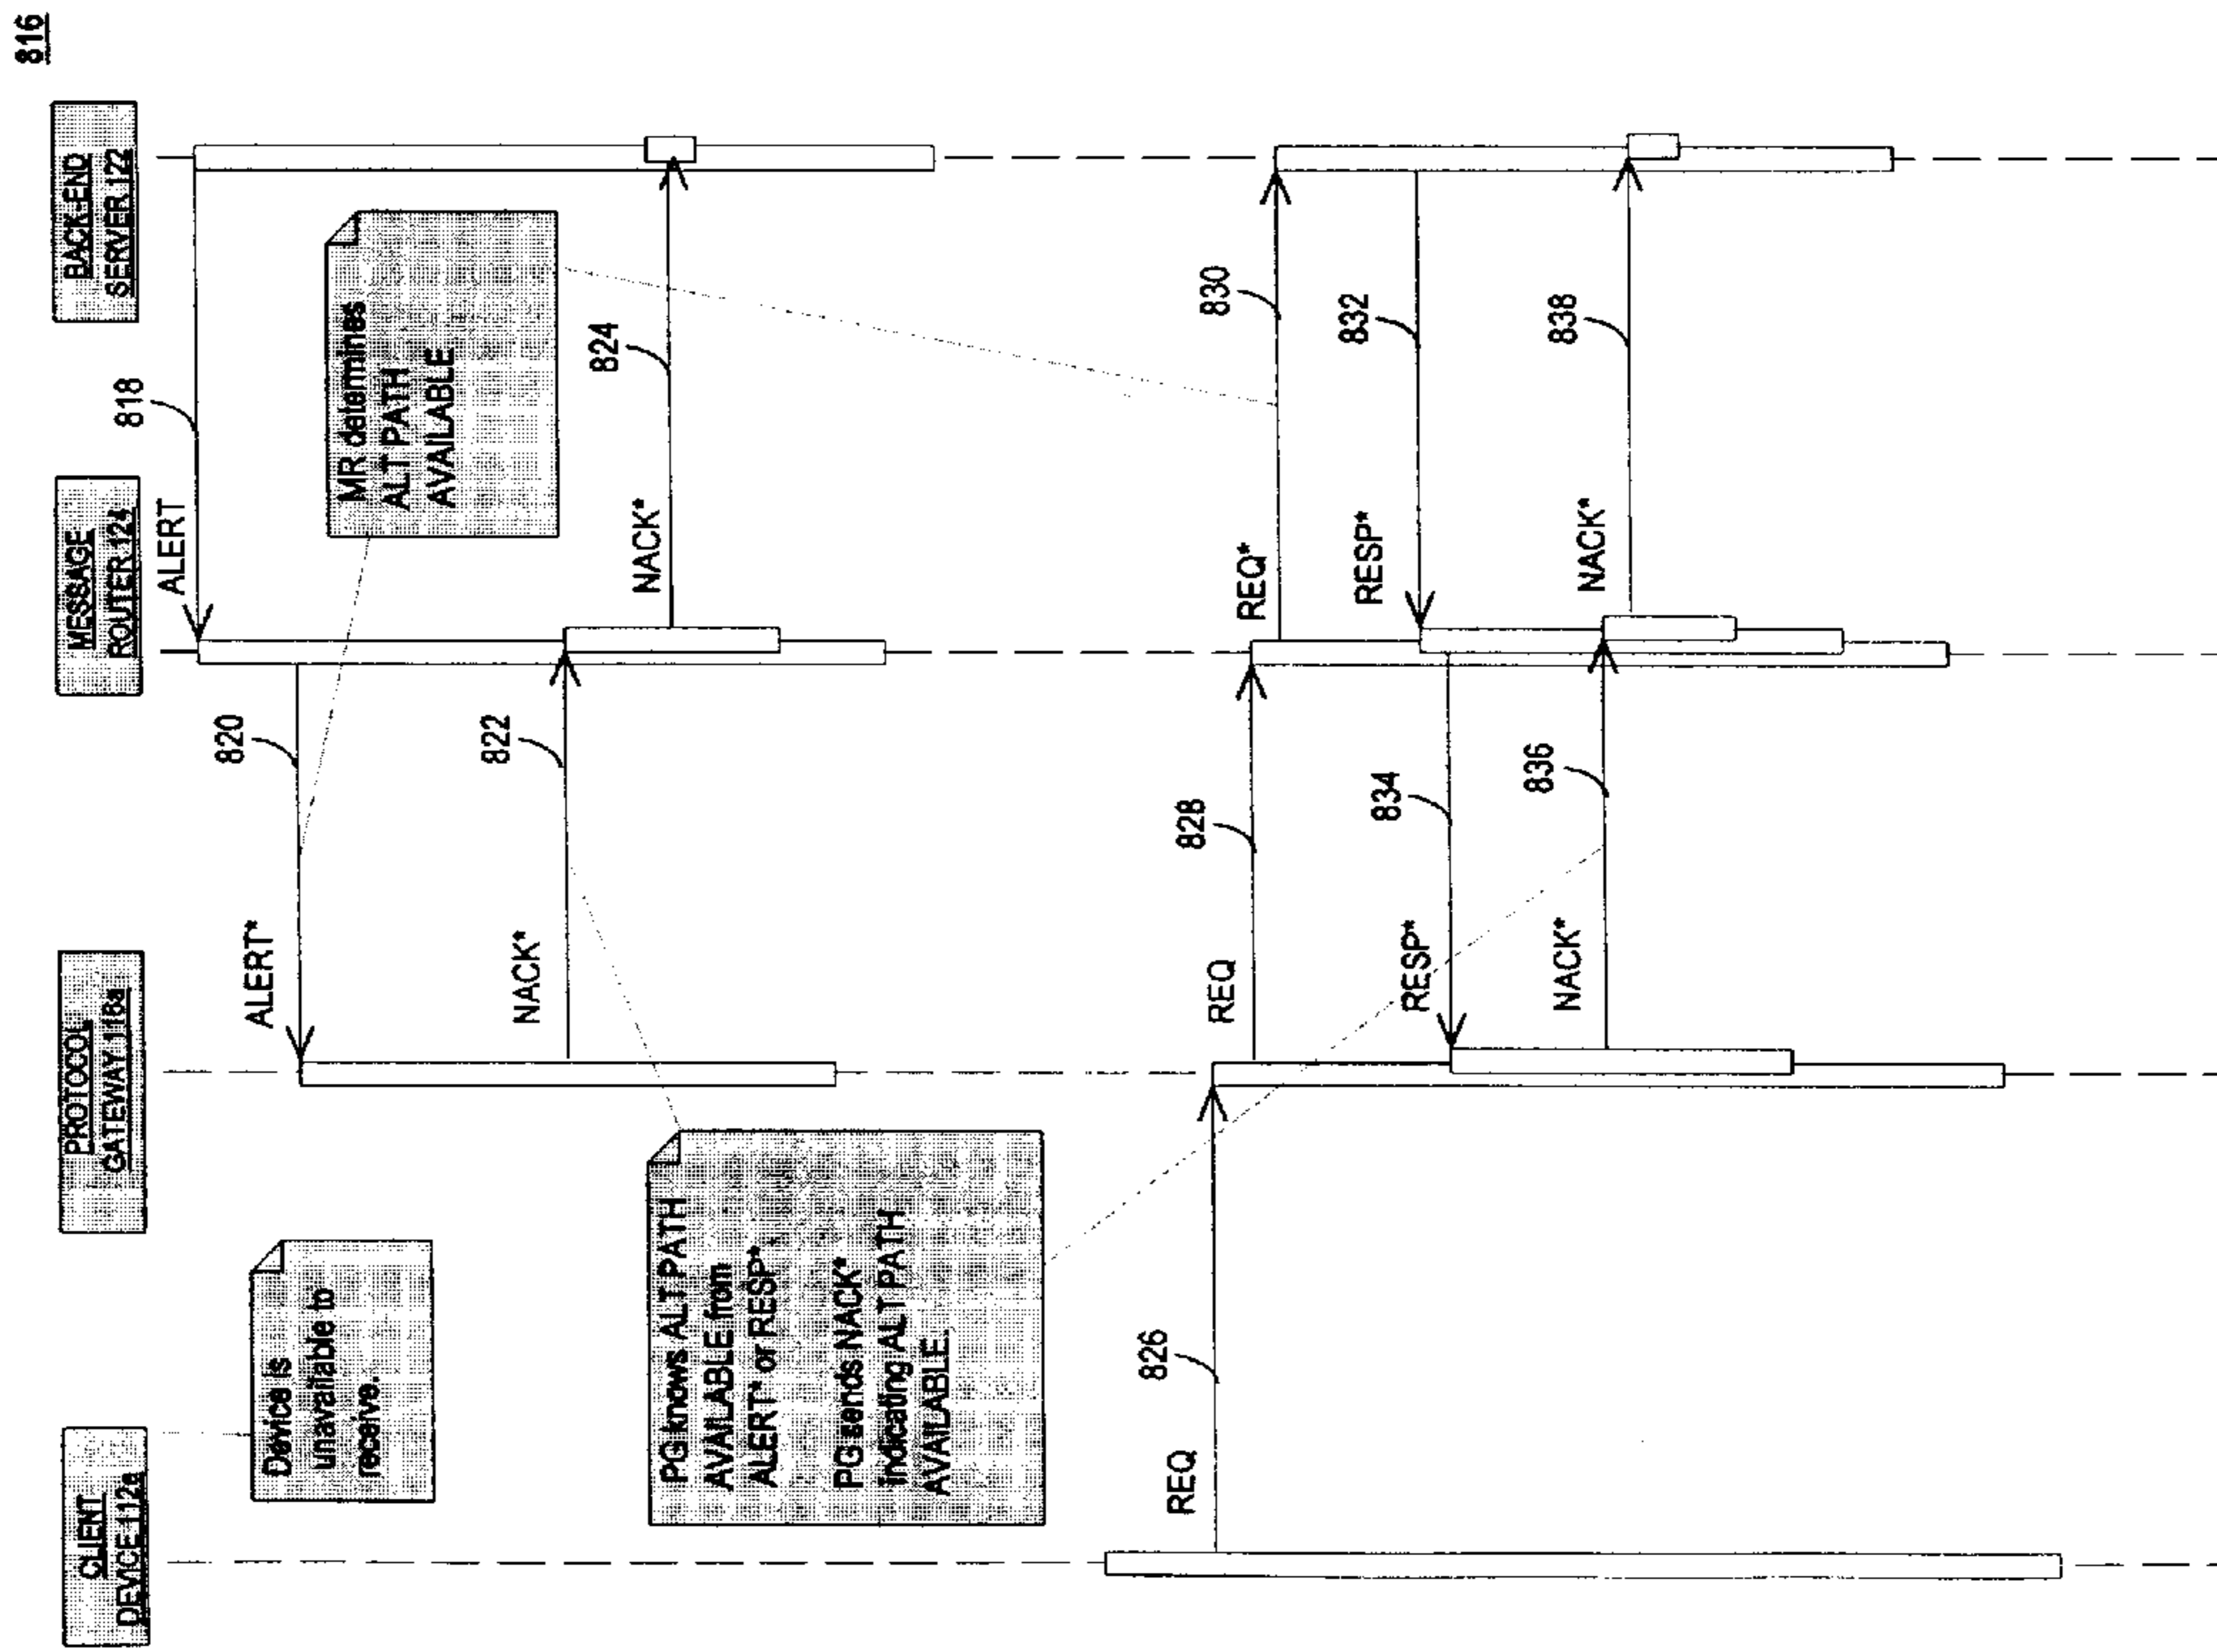 816
CLIENT
DEVICE 112a
PROTOCOL
GATEWAY 116a
MESSAGE
ROUTER 124
BACK-END
SERVER 122
ALERT
818
ALERT*
820
Device is
unavailable to
receive.
MR determines
ALT PATH
AVAILABLE
NACK*
822
NACK*
824
PG knows ALT PATH
AVAILABLE from
ALERT* or RESP*.
PG sends NACK*
indicating ALT PATH
AVAILABLE.
REQ
826
REQ
828
REQ*
830
RESP*
832
RESP*
834
NACK*
836
NACK*
838